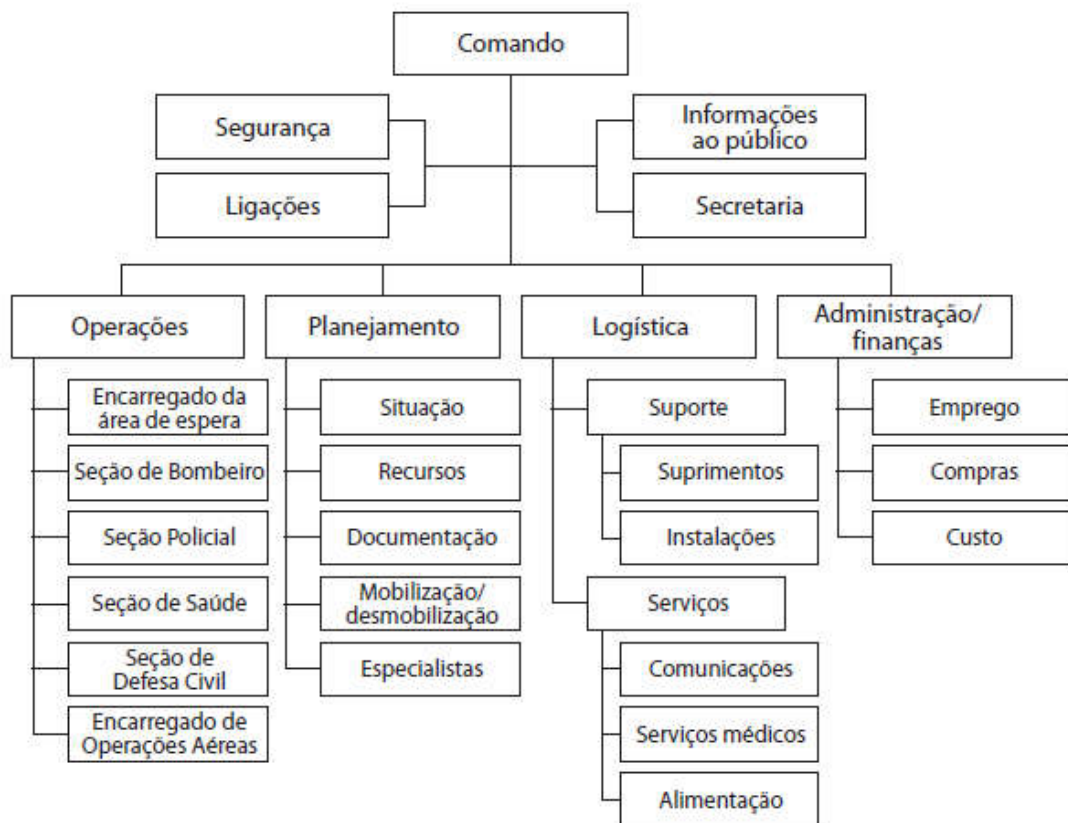 Comando
Segurança
Informações
ao público
Ligações
Secretaria
Operações
Planejamento
Logística
Administração/
finanças
Encarregado da
área de espera
Seção de Bombeiro
Seção Policial
Seção de Saúde
Seção de
Defesa Civil
Encarregado de
Operações Aéreas
Situação
Recursos
Documentação
Mobilização/
desmobilização
Especialistas
Suporte
Suprimentos
Instalações
Serviços
Comunicações
Serviços médicos
Alimentação
Emprego
Compras
Custo